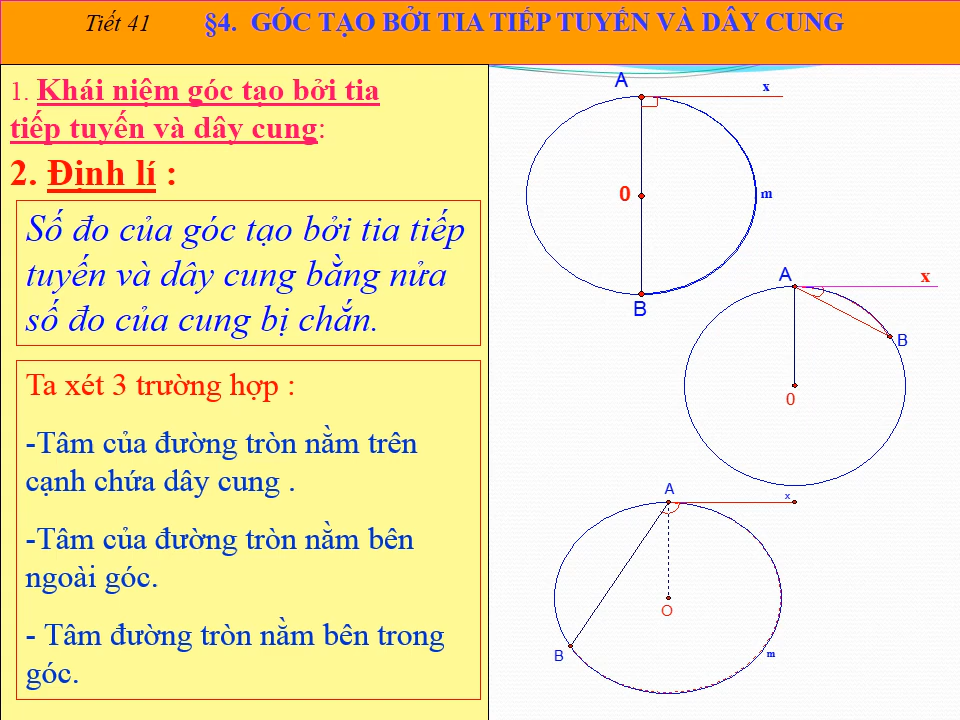 Tiết 41 §4. GÓC TẠO BỞI TIA TIẾP TUYẾN VÀ DÂY CUNG
1. Khái niệm góc tạo bởi tia
tiếp tuyến và dây cung:
2. Định lí :
Số đo của góc tạo bởi tia tiếp
tuyến và dây cung bằng nửa
số đo của cung bị chắn.
Ta xét 3 trường hợp :
-Tâm của đường tròn nằm trên
cạnh chứa dây cung .
-Tâm của đường tròn nằm bên
ngoài góc.
- Tâm đường tròn nằm bên trong
góc.
A
x
0
m
B
A
x
B
0
A
x
O
B
m